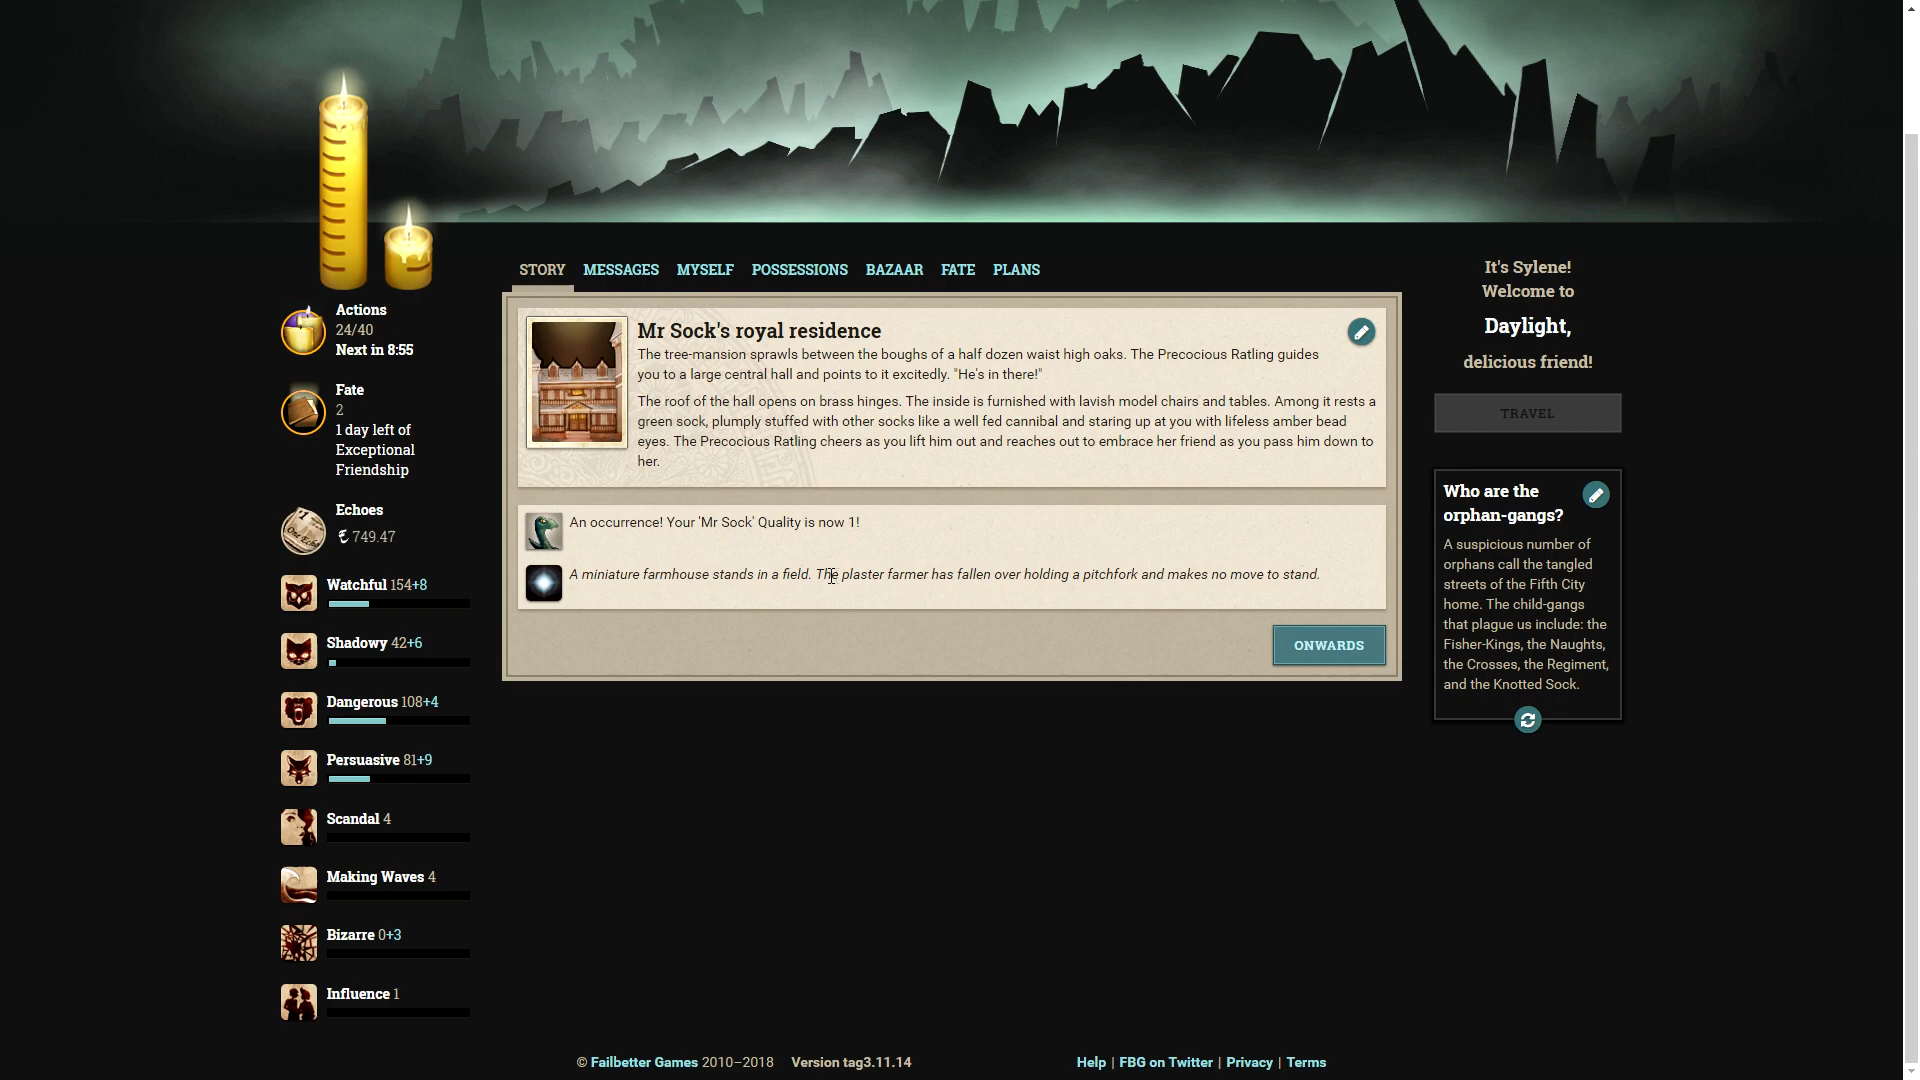 STORY MESSAGES MYSELF POSSESSIONS BAZAAR FATE PLANS
Actions
24/40
Next in 8:55
Fate
2
1 day left of
Exceptional
Friendship
Echoes
749.47
Watchful 154+8
Shadowy 42+6
Dangerous 108+4
Persuasive 81+9
Scandal 4
Making Waves 4
Bizarre 0+3
Influence 1
Mr Sock's royal residence
The tree-mansion sprawls between the boughs of a half dozen waist high oaks. The Precocious Ratling guides
you to a large central hall and points to it excitedly. "He's in there!"
The roof of the hall opens on brass hinges. The inside is furnished with lavish model chairs and tables. Among it rests a
green sock, plumply stuffed with other socks like a well fed cannibal and staring up at you with lifeless amber bead
eyes. The Precocious Ratling cheers as you lift him out and reaches out to embrace her friend as you pass him down to
her.
An occurrence! Your 'Mr Sock' Quality is now 1!
A miniature farmhouse stands in a field. The plaster farmer has fallen over holding a pitchfork and makes no move to stand.
ONWARDS
It's Sylene!
Welcome to
Daylight,
delicious friend!
TRAVEL
Who are the
orphan-gangs?
A suspicious number of
orphans call the tangled
streets of the Fifth City
home. The child-gangs
that plague us include: the
Fisher-Kings, the Naughts,
the Crosses, the Regiment,
and the Knotted Sock.
© Failbetter Games 2010–2018 Version tag3.11.14
Help | FBG on Twitter | Privacy | Terms